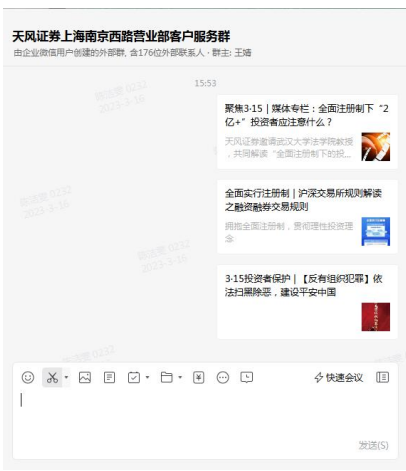 天风证券上海南京西路营业部客户服务群
由企业微信用户创建的外部群, 含176位外部联系人 · 群主: 王婧
15:53
聚焦3·15 | 媒体专栏：全面注册制下“2
亿+”投资者应注意什么？
天风证券邀请武汉大学法学院教授
，共同解读“全面注册制下的投...
全面实行注册制 | 沪深交易所规则解读
之融资融券交易规则
拥抱全面注册制，贯彻理性投资理
念
3·15投资者保护 | 【反有组织犯罪】依
法扫黑除恶，建设平安中国
快速会议
发送(S)